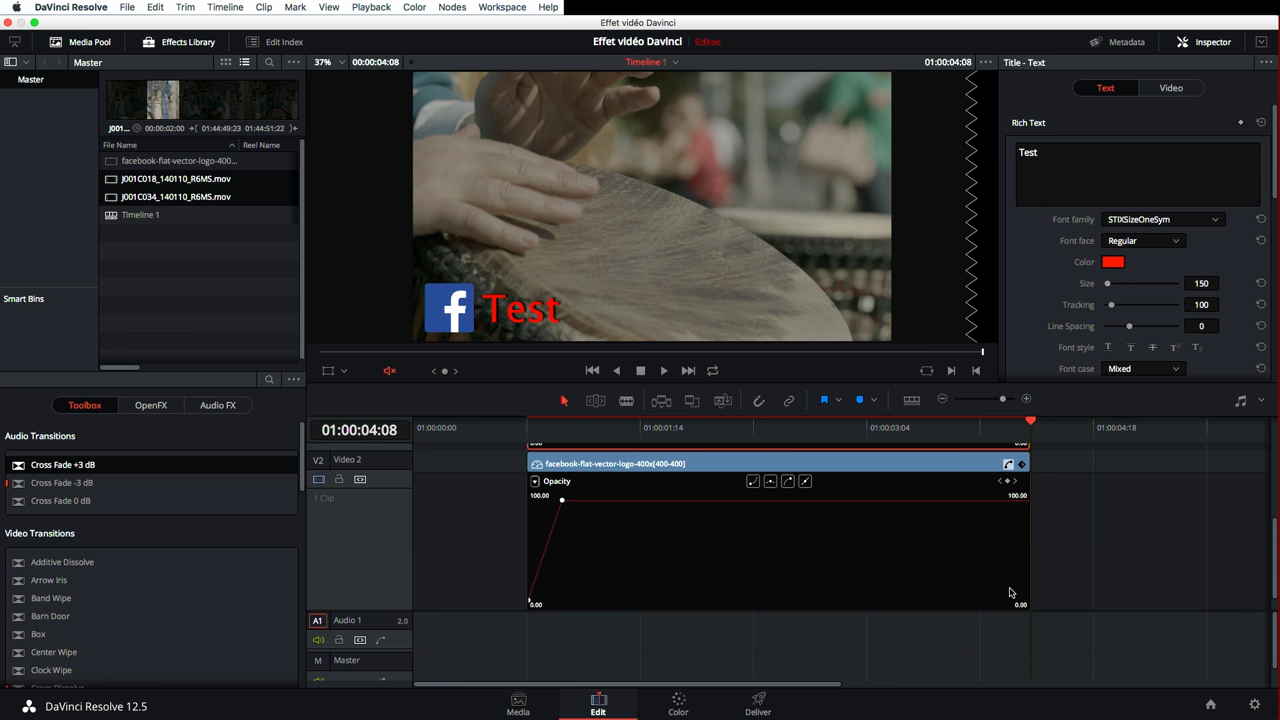 DaVinci Resolve File Edit Trim Timeline Clip Mark View Playback Color Nodes Workspace Help
Effet vidéo Davinci
Media Pool Effects Library Edit Index Effet vidéo Davinci Edited Metadata Inspector
Master 37% 00:00:04:08 Timeline 1 01:00:04:08 Title - Text
Master
Text Video
J001... 00:00:02:00 01:44:49:23 01:44:51:22
Rich Text
File Name Reel Name
Test
facebook-flat-vector-logo-400...
J001C018_140110_R6MS.mov
J001C034_140110_R6MS.mov
Timeline 1
Font family STIXSizeOneSym
Font face Regular
Color
Size 150
Smart Bins
Tracking 100
f Test
Line Spacing 0
Font style T T T T T
Font case Mixed
Toolbox OpenFX Audio FX
01:00:04:08 01:00:00:00 01:00:01:14 01:00:03:04 01:00:04:18
Audio Transitions
0.00 0.00
Cross Fade +3 dB
V2 Video 2 facebook-flat-vector-logo-400x[400-400]
Cross Fade -3 dB
Opacity
1 Clip
100.00 100.00
Cross Fade 0 dB
Video Transitions
Additive Dissolve
Arrow Iris
Band Wipe
0.00 0.00
Barn Door
A1 Audio 1 2.0
Box
Center Wipe
M Master
Clock Wipe
Cross Dissolve
DaVinci Resolve 12.5
Media Edit Color Deliver